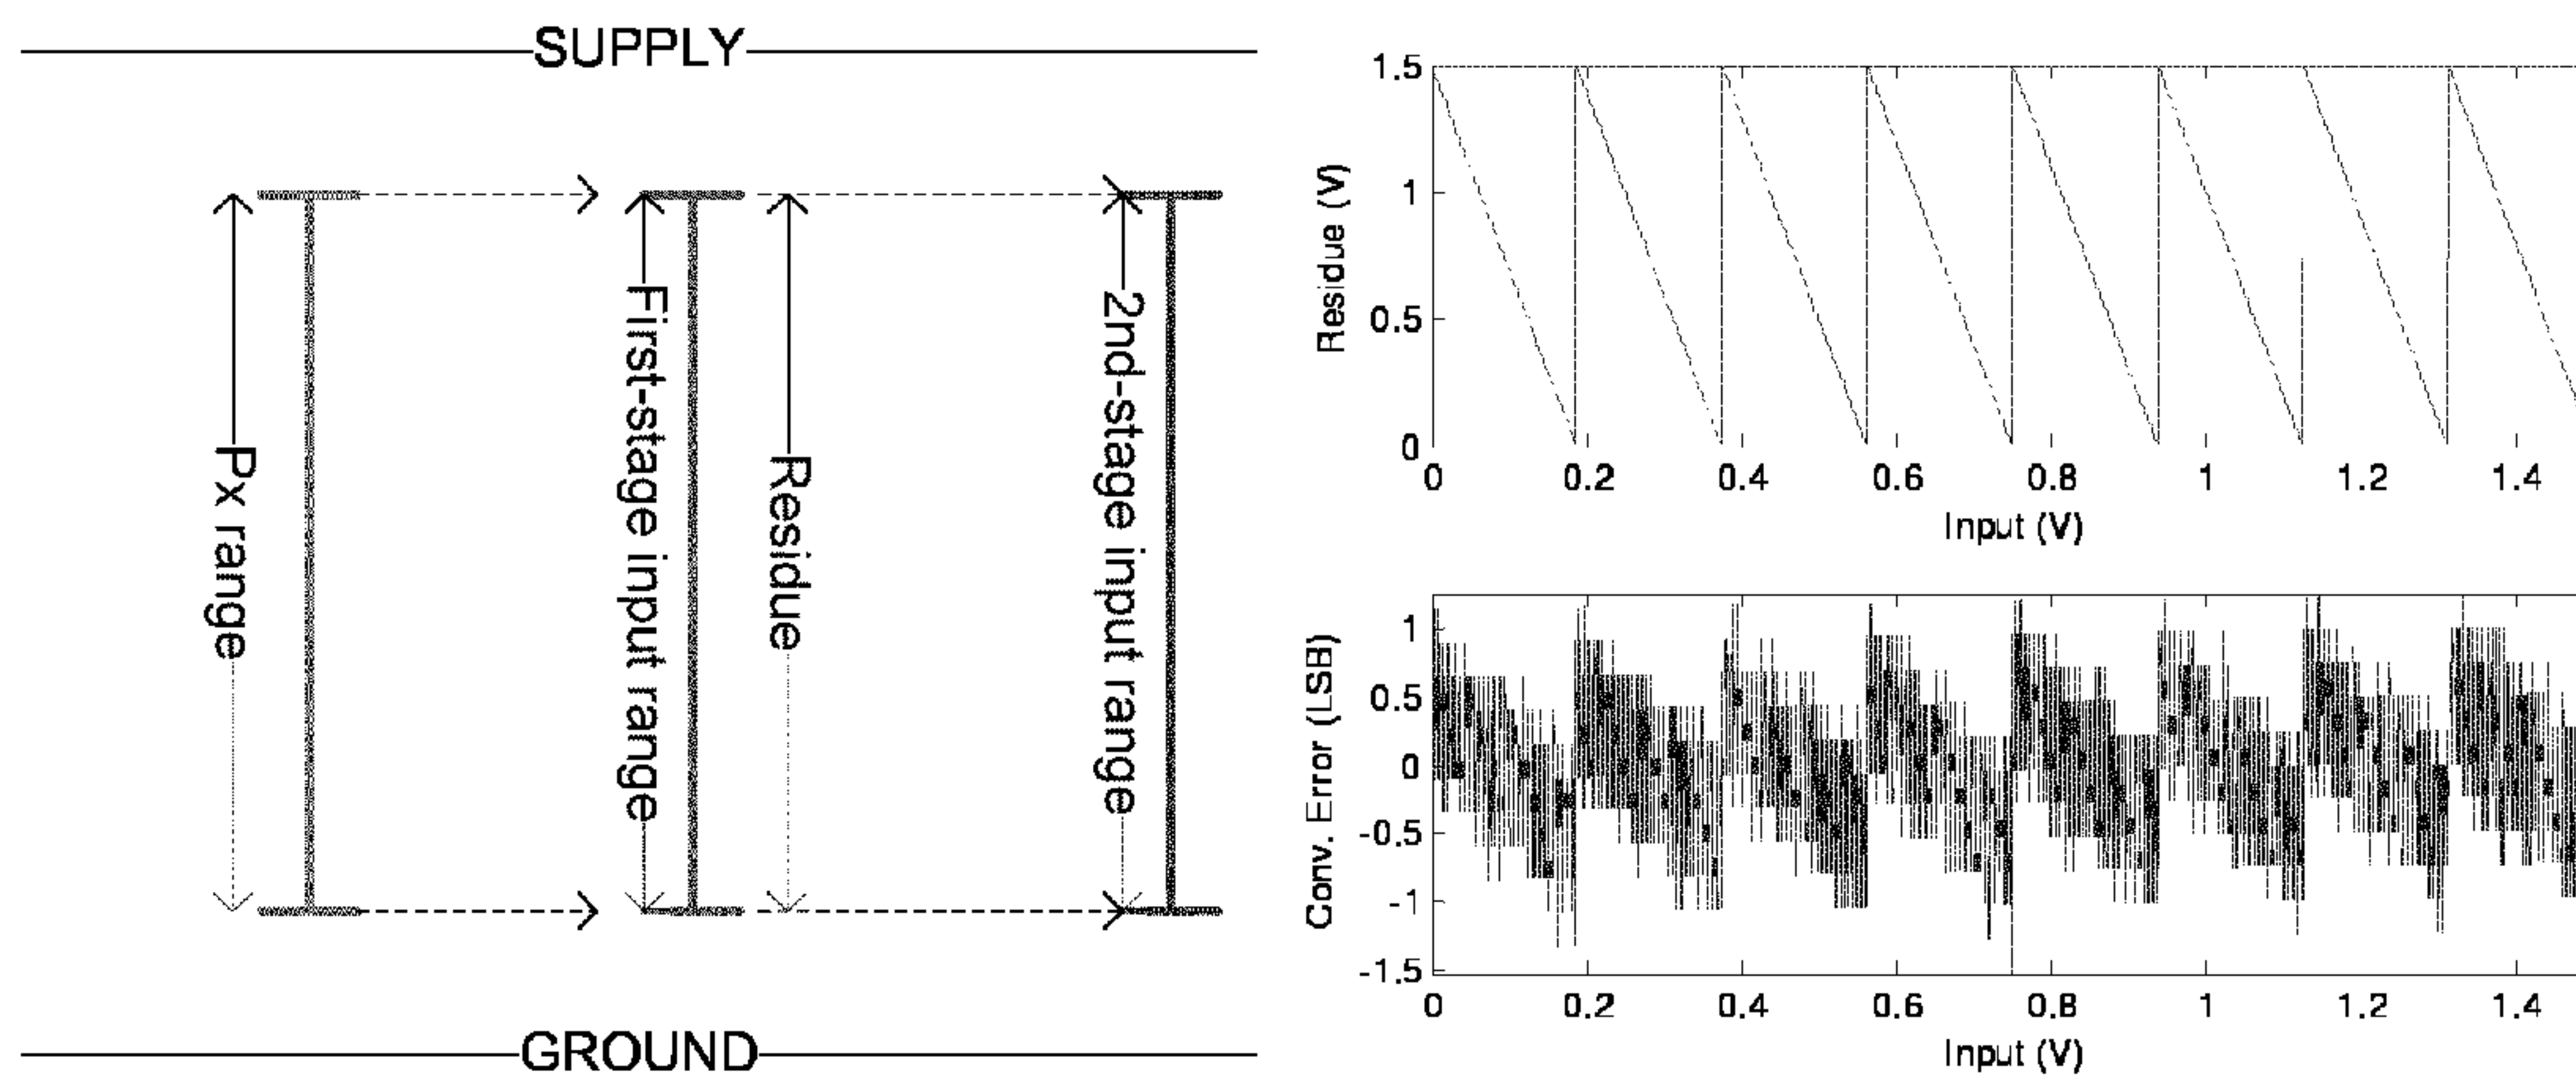 SUPPLY
Px range
First-stage input range
Residue
2nd-stage input range
GROUND
1.5
1
0.5
0
Residue (V)
0 0.2 0.4 0.6 0.8 1 1.2 1.4
Input (V)
1
0.5
0
-0.5
-1
-1.5
Conv. Error (LSB)
0 0.2 0.4 0.6 0.8 1 1.2 1.4
Input (V)